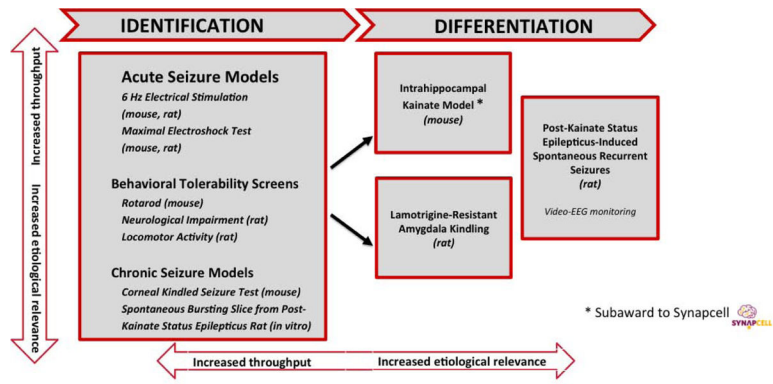 IDENTIFICATION
DIFFERENTIATION
Increased throughput
Increased etiological relevance
Acute Seizure Models
6 Hz Electrical Stimulation
(mouse, rat)
Maximal Electroshock Test
(mouse, rat)
Behavioral Tolerability Screens
Rotarod (mouse)
Neurological Impairment (rat)
Locomotor Activity (rat)
Chronic Seizure Models
Corneal Kindled Seizure Test (mouse)
Spontaneous Bursting Slice from Post-
Kainate Status Epilepticus Rat (in vitro)
Intrahippocampal
Kainate Model *
(mouse)
Lamotrigine-Resistant
Amygdala Kindling
(rat)
Post-Kainate Status
Epilepticus-Induced
Spontaneous Recurrent
Seizures
(rat)
Video-EEG monitoring
* Subaward to Synapcell
SYNAPCELL
Increased throughput
Increased etiological relevance